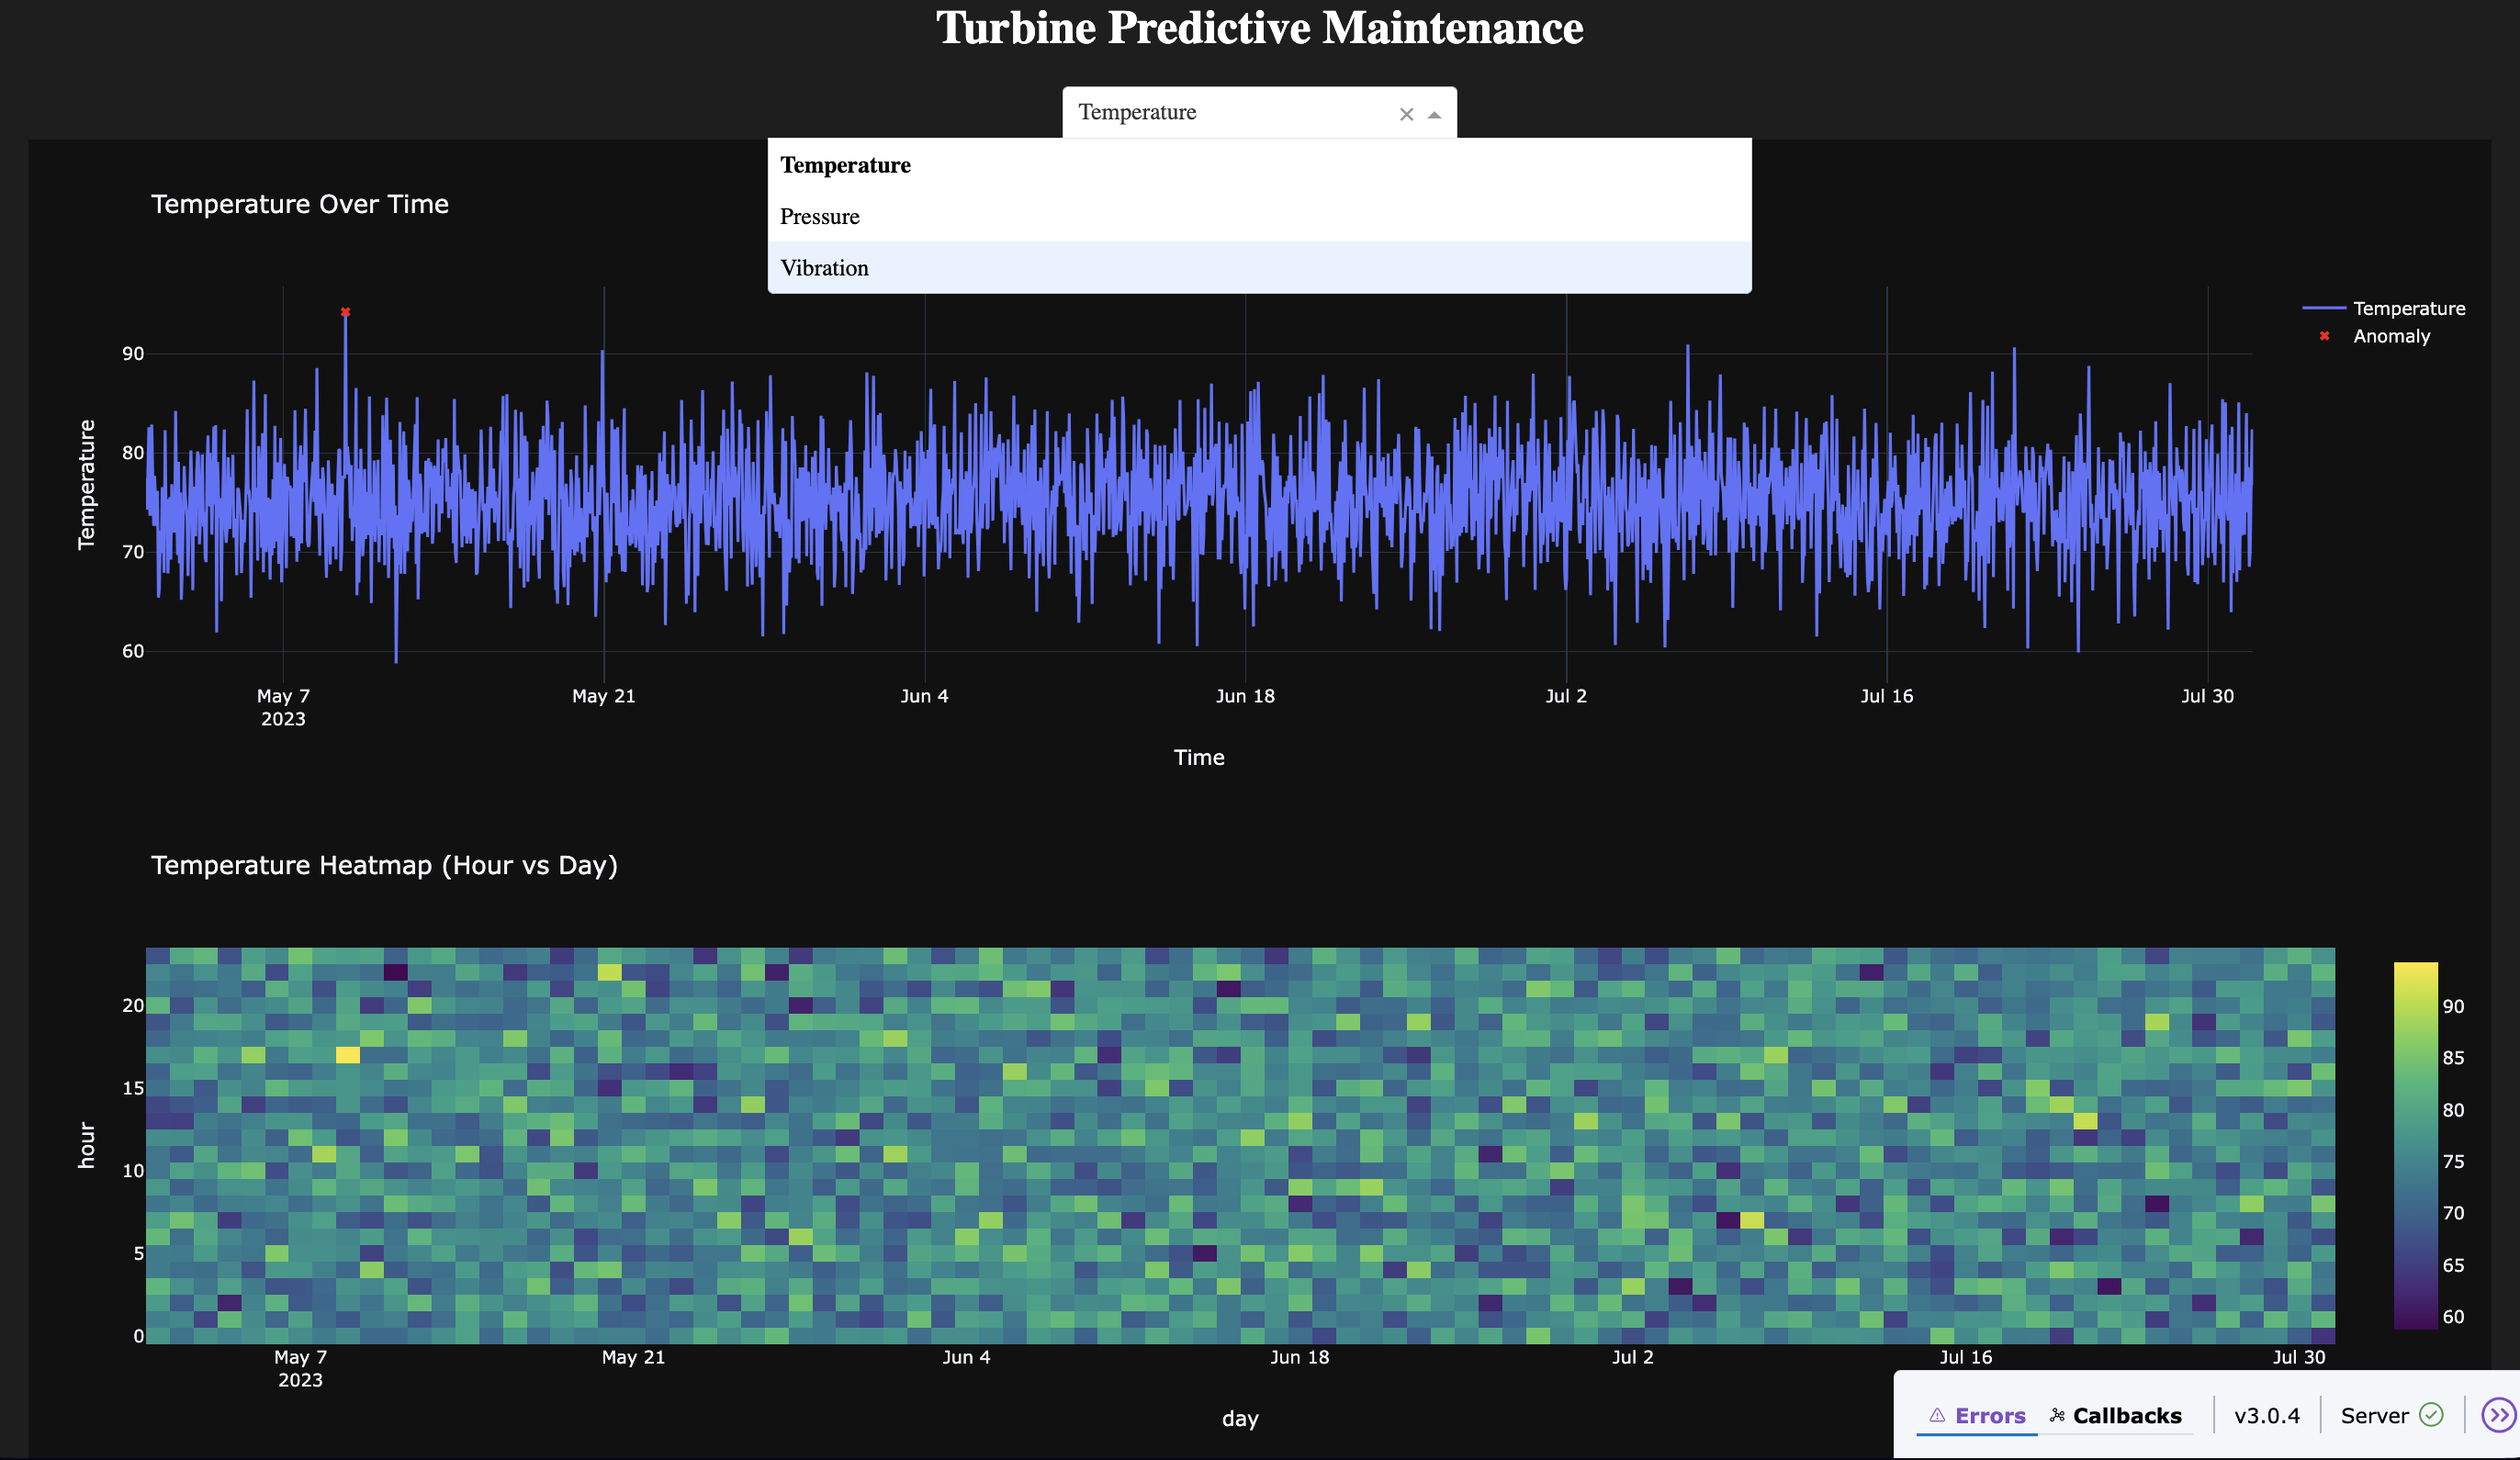 Turbine Predictive Maintenance
Temperature
Temperature
Pressure
Vibration
Temperature Over Time
Temperature
Anomaly
90
80
70
60
Temperature
May 7
2023
May 21
Jun 4
Jun 18
Jul 2
Jul 16
Jul 30
Time
Temperature Heatmap (Hour vs Day)
20
15
10
5
0
hour
90
85
80
75
70
65
60
May 7
2023
May 21
Jun 4
Jun 18
Jul 2
Jul 16
Jul 30
day
Errors Callbacks v3.0.4 Server